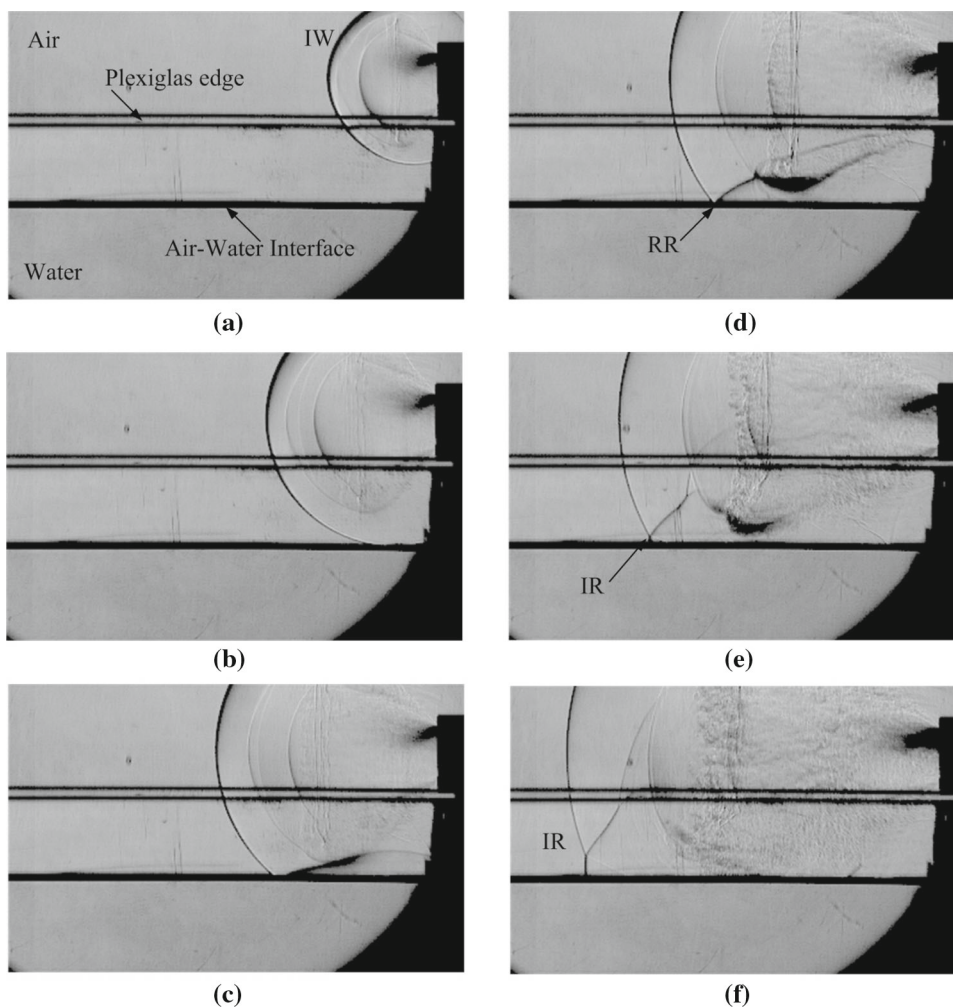 Air
IW
Plexiglas edge
Air-Water Interface
Water
(a)
(b)
(c)
RR
(d)
IR
(e)
IR
(f)